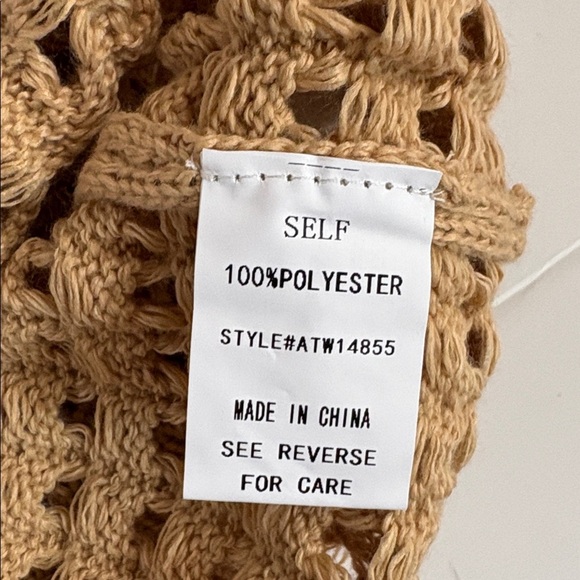 SELF
100%POLYESTER
STYLE#ATW14855
MADE IN CHINA
SEE REVERSE
FOR CARE